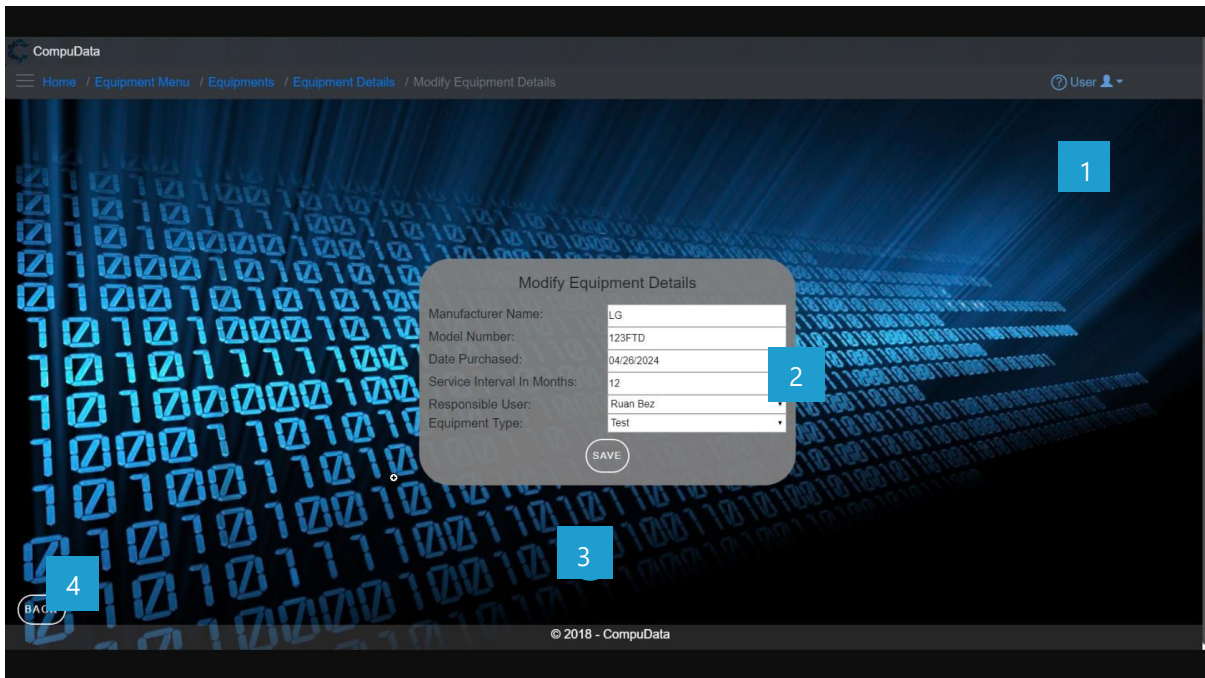 CompuData
Home / Equipment Menu / Equipments / Equipment Details / Modify Equipment Details
User
1
Modify Equipment Details
Manufacturer Name: LG
Model Number: 123FTD
Date Purchased: 04/26/2024
2
Service Interval In Months: 12
Responsible User: Ruan Bez
Equipment Type: Test
SAVE
3
4
BACK
© 2018 - CompuData